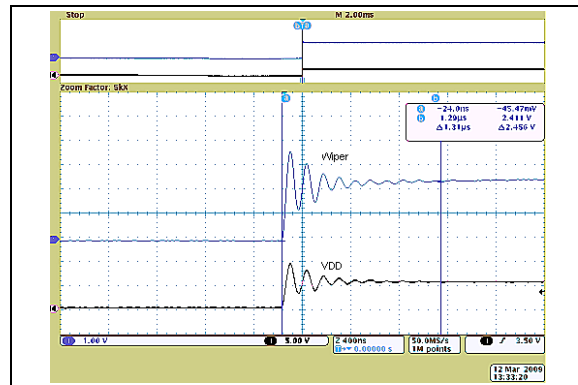 Stop M 2.00ms
Zoom Factor: 5kX
a -24.0ns -45.47mV
b 1.29µs 2.411 V
Δ1.31µs Δ2.456 V
b
Wiper
VDD
1.00 V
1 5.00 V
Z 400ns
0.00000 s
50.0MS/s
1M points
1 3.50 V
12 Mar 2009
13:33:20